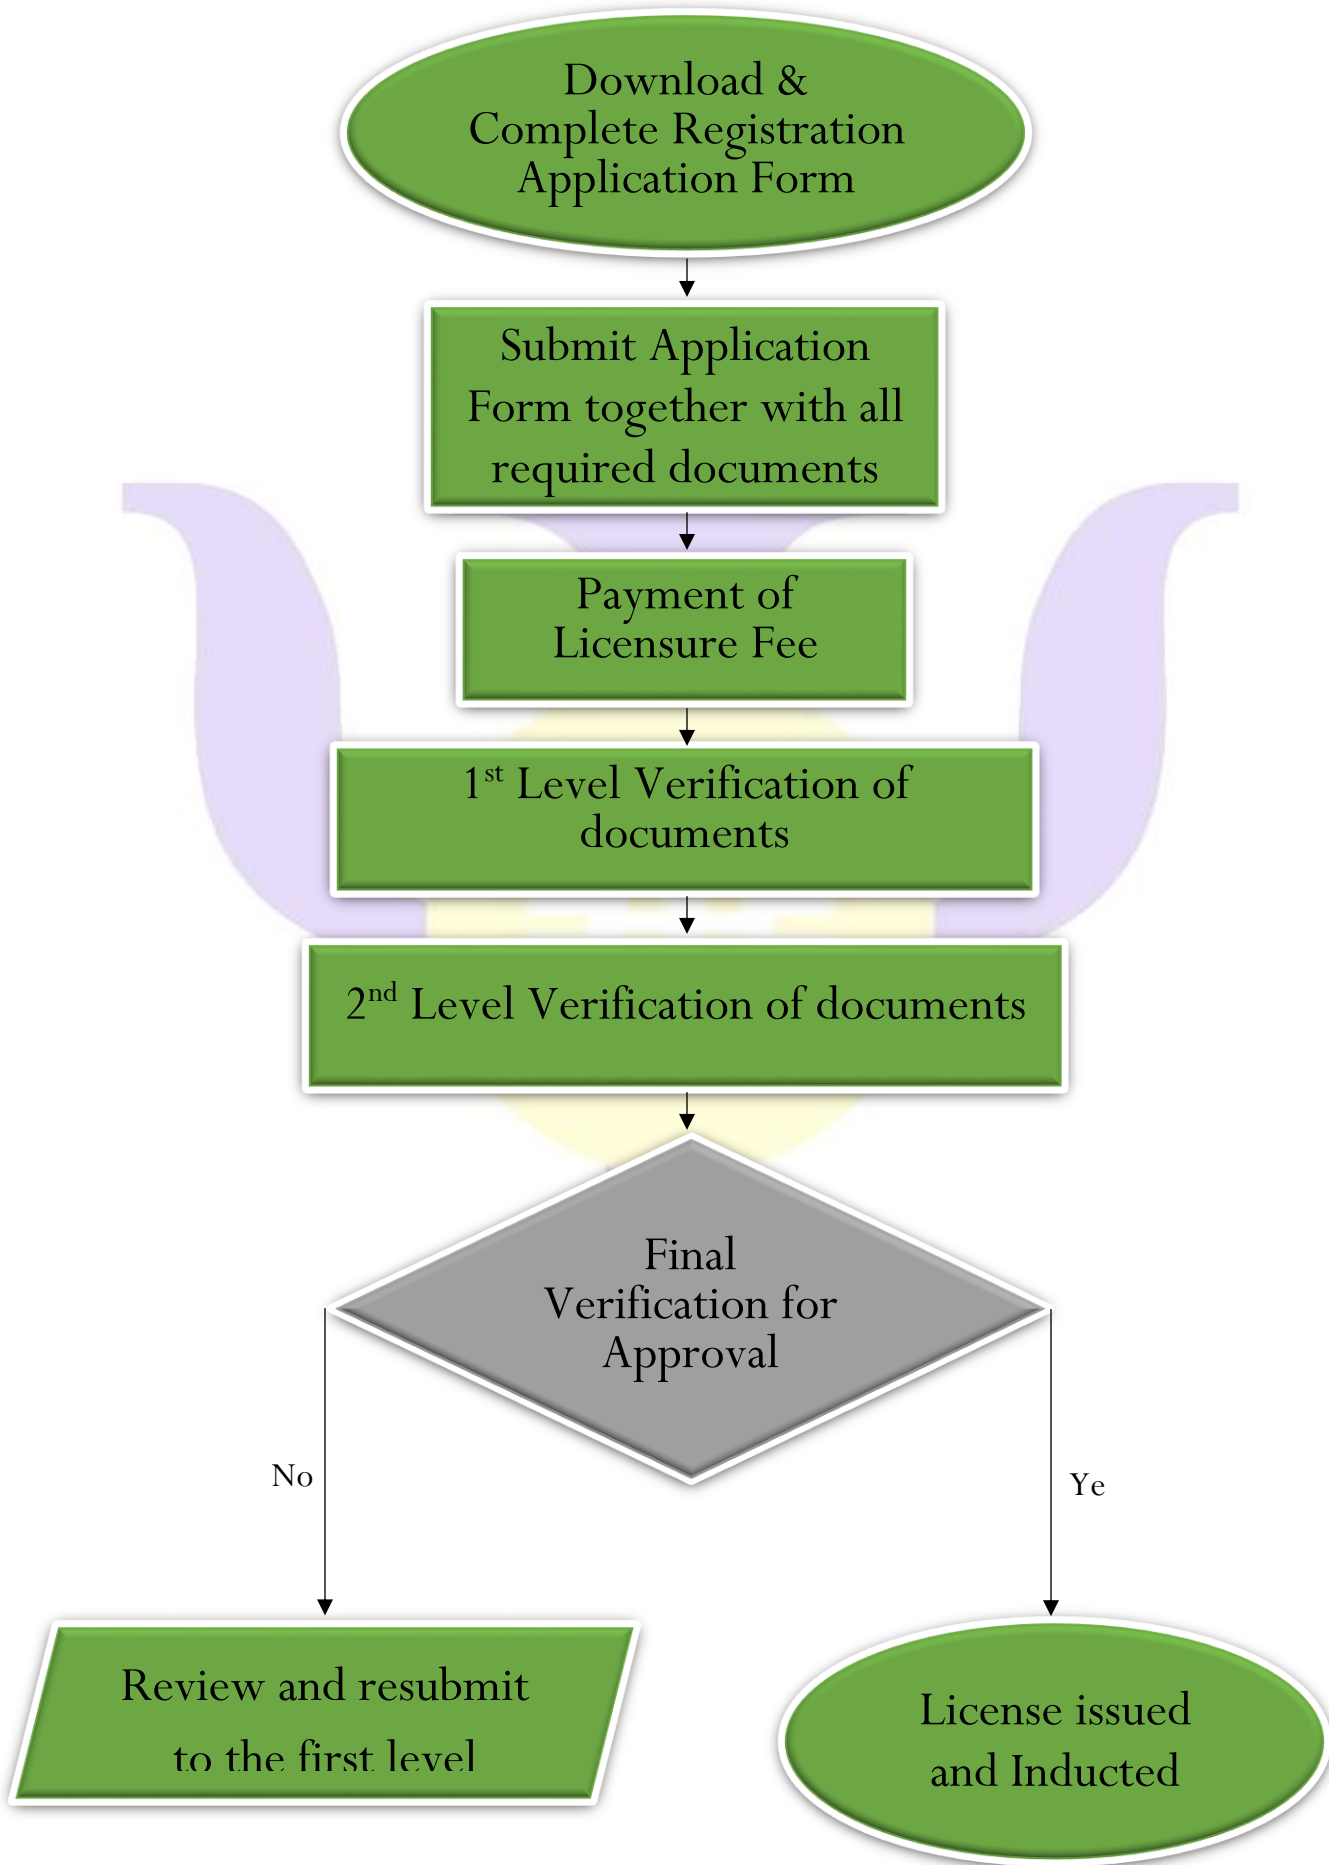 Download &
Complete Registration
Application Form
Submit Application
Form together with all
required documents
Payment of
Licensure Fee
1st Level Verification of
documents
2nd Level Verification of documents
Final
Verification for
Approval
No
Ye
Review and resubmit
to the first level
License issued
and Inducted